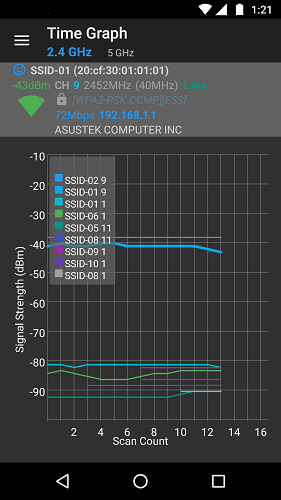 1:21
Time Graph
2.4 GHz 5 GHz
SSID-01 (20:cf:30:01:01:01)
-43dBm CH 9 2452MHz (40MHz) 1.4m
[WPA2-PSK-CCMP][ESS]
72Mbps 192.168.1.1
ASUSTEK COMPUTER INC
-10
-20
-30
-40
-50
-60
-70
-80
-90
Signal Strength (dBm)
SSID-02 9
SSID-01 9
SSID-01 1
SSID-06 1
SSID-05 11
SSID-08 11
SSID-09 1
SSID-10 1
SSID-08 1
2 4 6 8 10 12 14 16
Scan Count